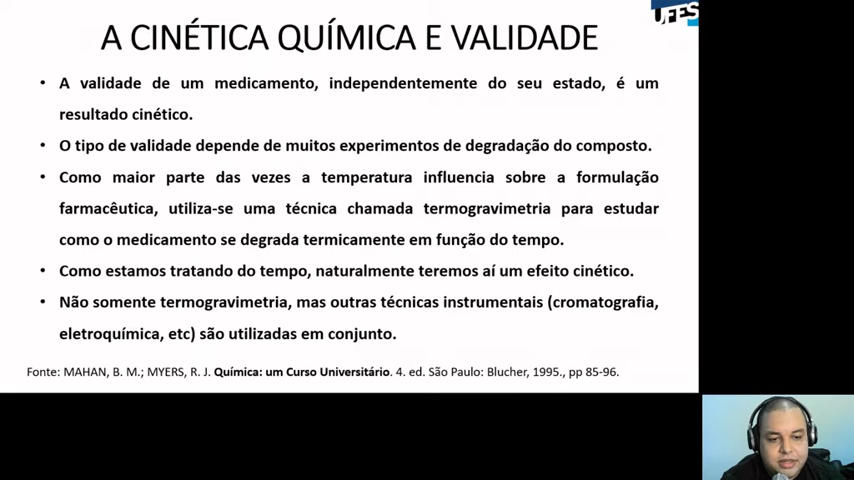 UFES
A CINÉTICA QUÍMICA E VALIDADE
• A validade de um medicamento, independentemente do seu estado, é um
resultado cinético.
• O tipo de validade depende de muitos experimentos de degradação do composto.
• Como maior parte das vezes a temperatura influencia sobre a formulação
farmacêutica, utiliza-se uma técnica chamada termogravimetria para estudar
como o medicamento se degrada termicamente em função do tempo.
• Como estamos tratando do tempo, naturalmente teremos aí um efeito cinético.
• Não somente termogravimetria, mas outras técnicas instrumentais (cromatografia,
eletroquímica, etc) são utilizadas em conjunto.
Fonte: MAHAN, B. M.; MYERS, R. J. Química: um Curso Universitário. 4. ed. São Paulo: Blucher, 1995., pp 85-96.